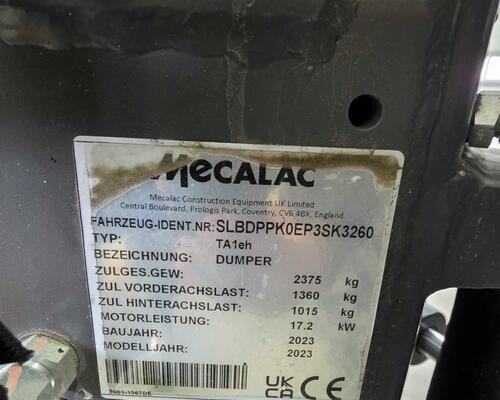 MECALAC
Mecalac Construction Equipment UK Limited
Central Boulevard, Prologis Park, Coventry, CV6 4BX, England
FAHRZEUG-IDENT.NR: SLBDPPK0EP3SK3260
TYP: TA1eh
BEZEICHNUNG: DUMPER
ZULGES.GEW: 2375 kg
ZUL VORDERACHSLAST: 1360 kg
ZUL HINTERACHSLAST: 1015 kg
MOTORLEISTUNG: 17.2 kW
BAUJAHR: 2023
MODELLJAHR: 2023
UK
CA CE